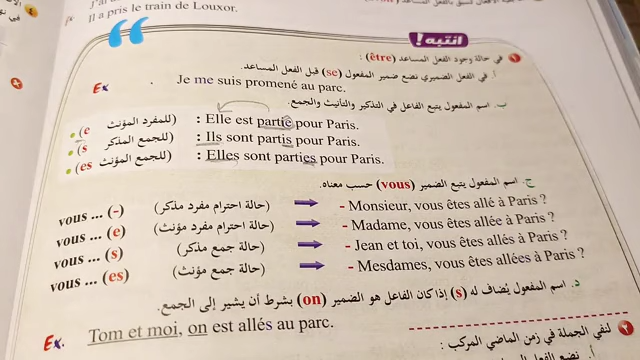 Il a pris le train de Louxor.
انتبه!
١ في حالة وجود الفعل المساعد (être) :
أ. في الفعل الضميري نضع ضمير المفعول (se) قبل الفعل المساعد.
Ex Je me suis promené au parc.
ب. اسم المفعول يتبع الفاعل في التذكير والتأنيث والجمع.
(e للمفرد المؤنث) : Elle est partie pour Paris.
(s للجمع المذكر) : Ils sont partis pour Paris.
(es للجمع المؤنث) : Elles sont parties pour Paris.
ج. اسم المفعول يتبع الضمير (vous) حسب معناه.
vous ... (-) (حالة احترام مفرد مذكر) - Monsieur, vous êtes allé à Paris ?
vous ... (e) (حالة احترام مفرد مؤنث) - Madame, vous êtes allée à Paris ?
vous ... (s) (حالة جمع مذكر) - Jean et toi, vous êtes allés à Paris ?
vous ... (es) (حالة جمع مؤنث) - Mesdames, vous êtes allées à Paris ?
د. اسم المفعول يُضاف له (s) إذا كان الفاعل هو الضمير (on) بشرط أن يشير إلى الجمع.
Ex. Tom et moi, on est allés au parc.
٢ لنفي الجملة في زمن الماضي المركب :